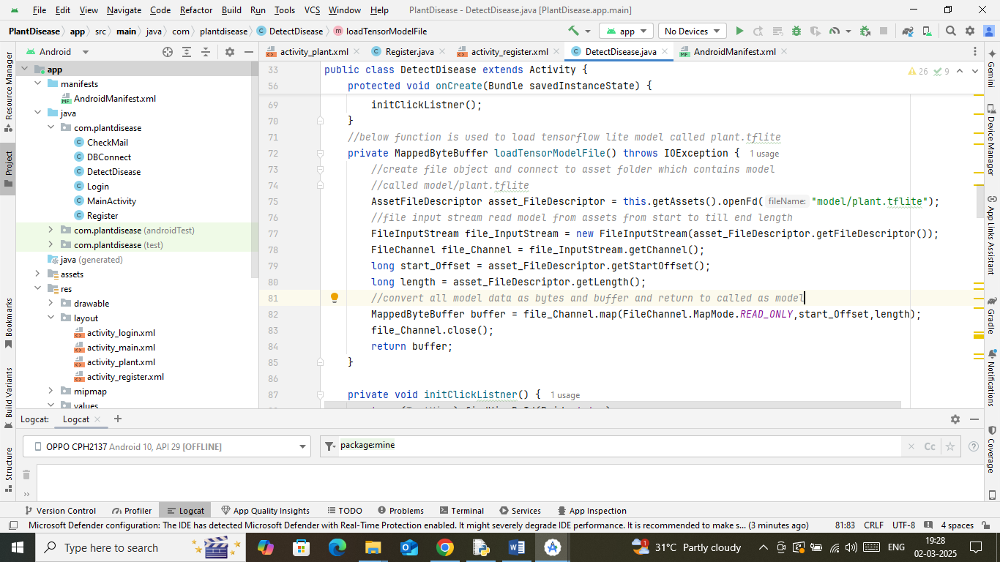 File Edit View Navigate Code Refactor Build Run Tools VCS Window Help PlantDisease - DetectDisease.java [PlantDisease.app.main]
PlantDisease app src main java com plantdisease DetectDisease loadTensorModelFile app No Devices
Android
activity_plant.xml Register.java activity_register.xml DetectDisease.java AndroidManifest.xml
Resource Manager
Project
Bookmarks
Build Variants
Structure
app
manifests
AndroidManifest.xml
java
com.plantdisease
CheckMail
DBConnect
DetectDisease
Login
MainActivity
Register
com.plantdisease (androidTest)
com.plantdisease (test)
java (generated)
assets
res
drawable
layout
activity_login.xml
activity_main.xml
activity_plant.xml
activity_register.xml
mipmap
values
33 public class DetectDisease extends Activity {
26 9
56 protected void onCreate(Bundle savedInstanceState) {
69 initClickListner();
70 }
71 //below function is used to load tensorflow lite model called plant.tflite
72 private MappedByteBuffer loadTensorModelFile() throws IOException { 1 usage
73 //create file object and connect to asset folder which contains model
74 //called model/plant.tflite
75 AssetFileDescriptor asset_FileDescriptor = this.getAssets().openFd( fileName: "model/plant.tflite");
76 //file input stream read model from assets from start to till end length
77 FileInputStream file_InputStream = new FileInputStream(asset_FileDescriptor.getFileDescriptor());
78 FileChannel file_Channel = file_InputStream.getChannel();
79 long start_Offset = asset_FileDescriptor.getStartOffset();
80 long length = asset_FileDescriptor.getLength();
81 //convert all model data as bytes and buffer and return to called as model
82 MappedByteBuffer buffer = file_Channel.map(FileChannel.MapMode.READ_ONLY,start_Offset,length);
83 file_Channel.close();
84 return buffer;
85 }
86
87 private void initClickListner() { 1 usage
Gemini
Device Manager
App Links Assistant
Gradle
Notifications
Coverage
Logcat: Logcat
OPPO CPH2137 Android 10, API 29 [OFFLINE] package:mine Cc
Version Control Profiler Logcat App Quality Insights TODO Problems Terminal Services App Inspection
Microsoft Defender configuration: The IDE has detected Microsoft Defender with Real-Time Protection enabled. It might severely degrade IDE performance. It is recommended to make s... (3 minutes ago) 81:83 CRLF UTF-8 4 spaces
Type here to search 31°C Partly cloudy ENG 19:28
02-03-2025